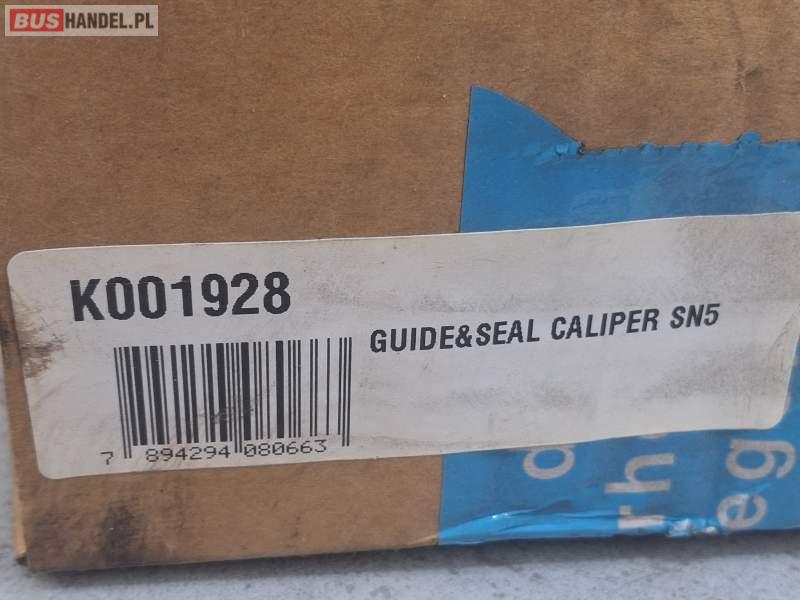 BUSHANDEL.PL
K001928
GUIDE&SEAL CALIPER SN5
7 894294 080663